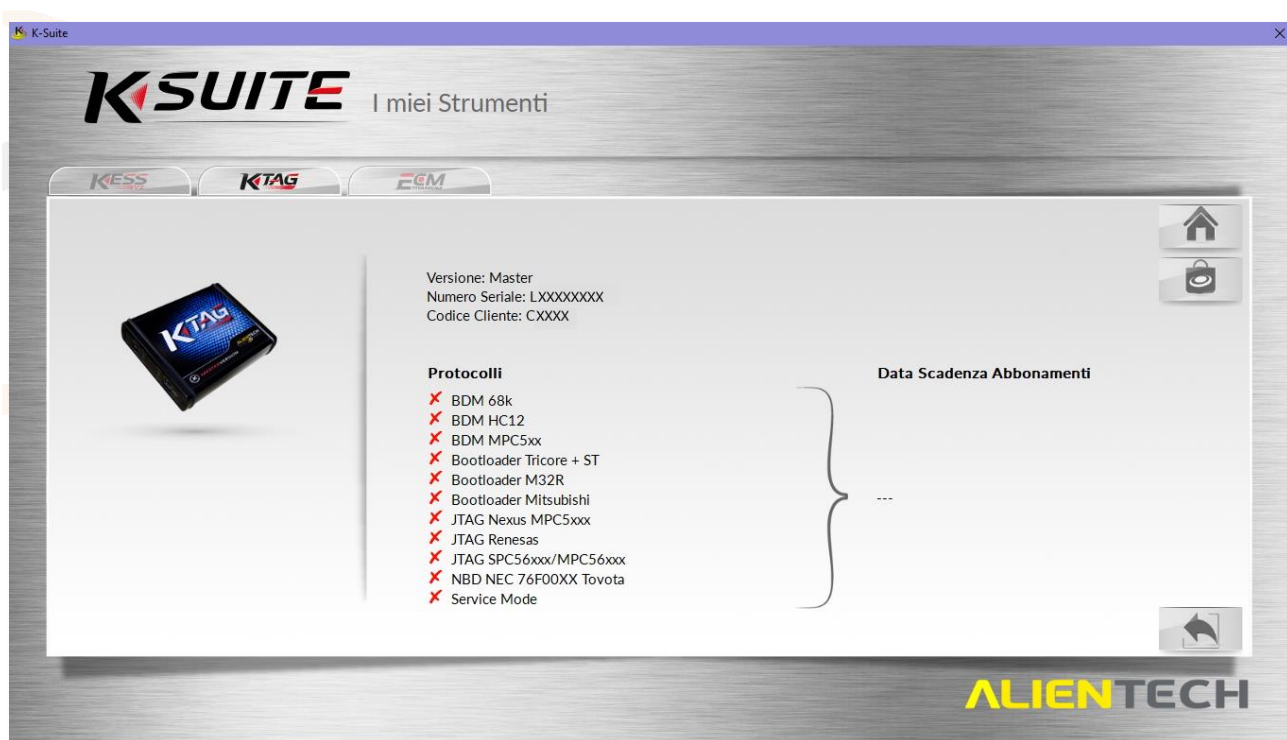 K-Suite
KSUITE I miei Strumenti
KESS KTAG ECM
Versione: Master
Numero Seriale: LXXXXXXXX
Codice Cliente: CXXXX
KTAG
ALIENTECH
Protocolli Data Scadenza Abbonamenti
✘ BDM 68k
✘ BDM HC12
✘ BDM MPC5xx
✘ Bootloader Tricore + ST
✘ Bootloader M32R
✘ Bootloader Mitsubishi
---
✘ JTAG Nexus MPC5xxx
✘ JTAG Renesas
✘ JTAG SPC56xxx/MPC56xxx
✘ NBD NEC 76F00XX Tovota
✘ Service Mode
ALIENTECH